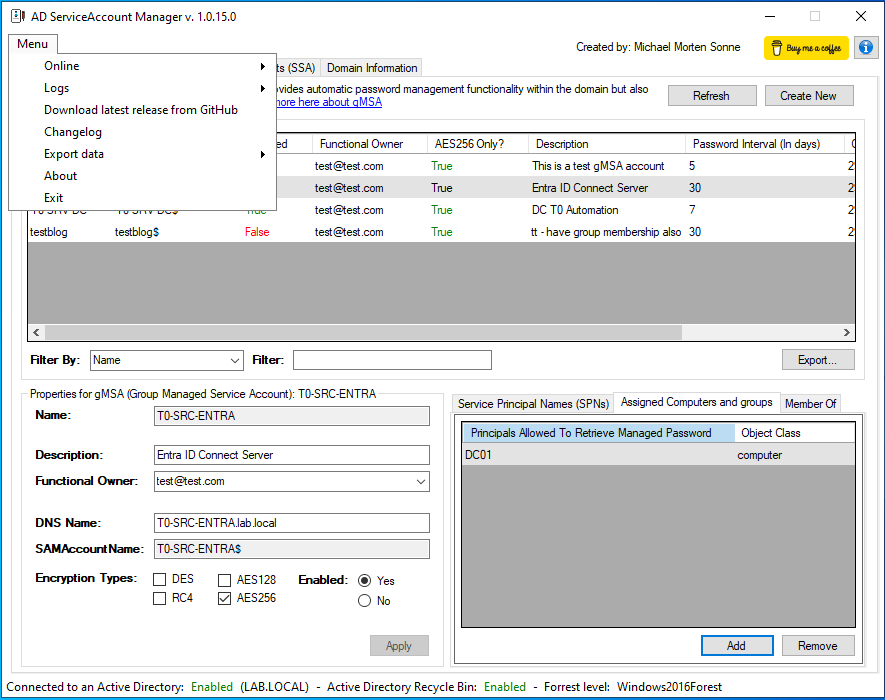 AD ServiceAccount Manager v. 1.0.15.0
Menu
Created by: Michael Morten Sonne
Buy me a coffee
Online
Logs
Download latest release from GitHub
Changelog
Export data
About
Exit
(SSA) Domain Information
automatic password management functionality within the domain but also
here about gMSA
Refresh Create New
Functional Owner AES256 Only? Description Password Interval (In days)
test@test.com True This is a test gMSA account 5
test@test.com True Entra ID Connect Server 30
T0-SRV-DC T0-SRV-DC$ True test@test.com True DC T0 Automation 7
testblog testblog$ False test@test.com True tt - have group membership also 30
Filter By: Name Filter: Export...
Properties for gMSA (Group Managed Service Account): T0-SRC-ENTRA
Name: T0-SRC-ENTRA
Description: Entra ID Connect Server
Functional Owner: test@test.com
DNS Name: T0-SRC-ENTRA.lab.local
SAMAccountName: T0-SRC-ENTRA$
Encryption Types: DES AES128 Enabled: Yes
RC4 AES256 No
Apply
Service Principal Names (SPNs) Assigned Computers and groups Member Of
Principals Allowed To Retrieve Managed Password Object Class
DC01 computer
Add Remove
Connected to an Active Directory: Enabled (LAB.LOCAL) - Active Directory Recycle Bin: Enabled - Forrest level: Windows2016Forest